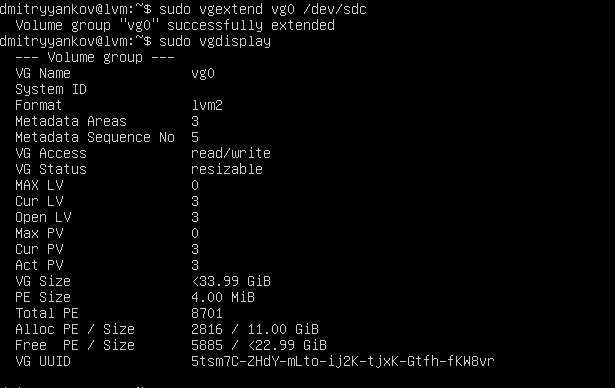 dmitryyankov@lvm:~$ sudo vgextend vg0 /dev/sdc
  Volume group "vg0" successfully extended
dmitryyankov@lvm:~$ sudo vgdisplay
  --- Volume group ---
  VG Name               vg0
  System ID
  Format                lvm2
  Metadata Areas        3
  Metadata Sequence No  5
  VG Access             read/write
  VG Status             resizable
  MAX LV                0
  Cur LV                3
  Open LV               3
  Max PV                0
  Cur PV                3
  Act PV                3
  VG Size               <33.99 GiB
  PE Size               4.00 MiB
  Total PE              8701
  Alloc PE / Size       2816 / 11.00 GiB
  Free  PE / Size       5885 / <22.99 GiB
  VG UUID               5tsm7C-ZHdY-mLto-ij2K-tjxK-Gtfh-fKW8vr